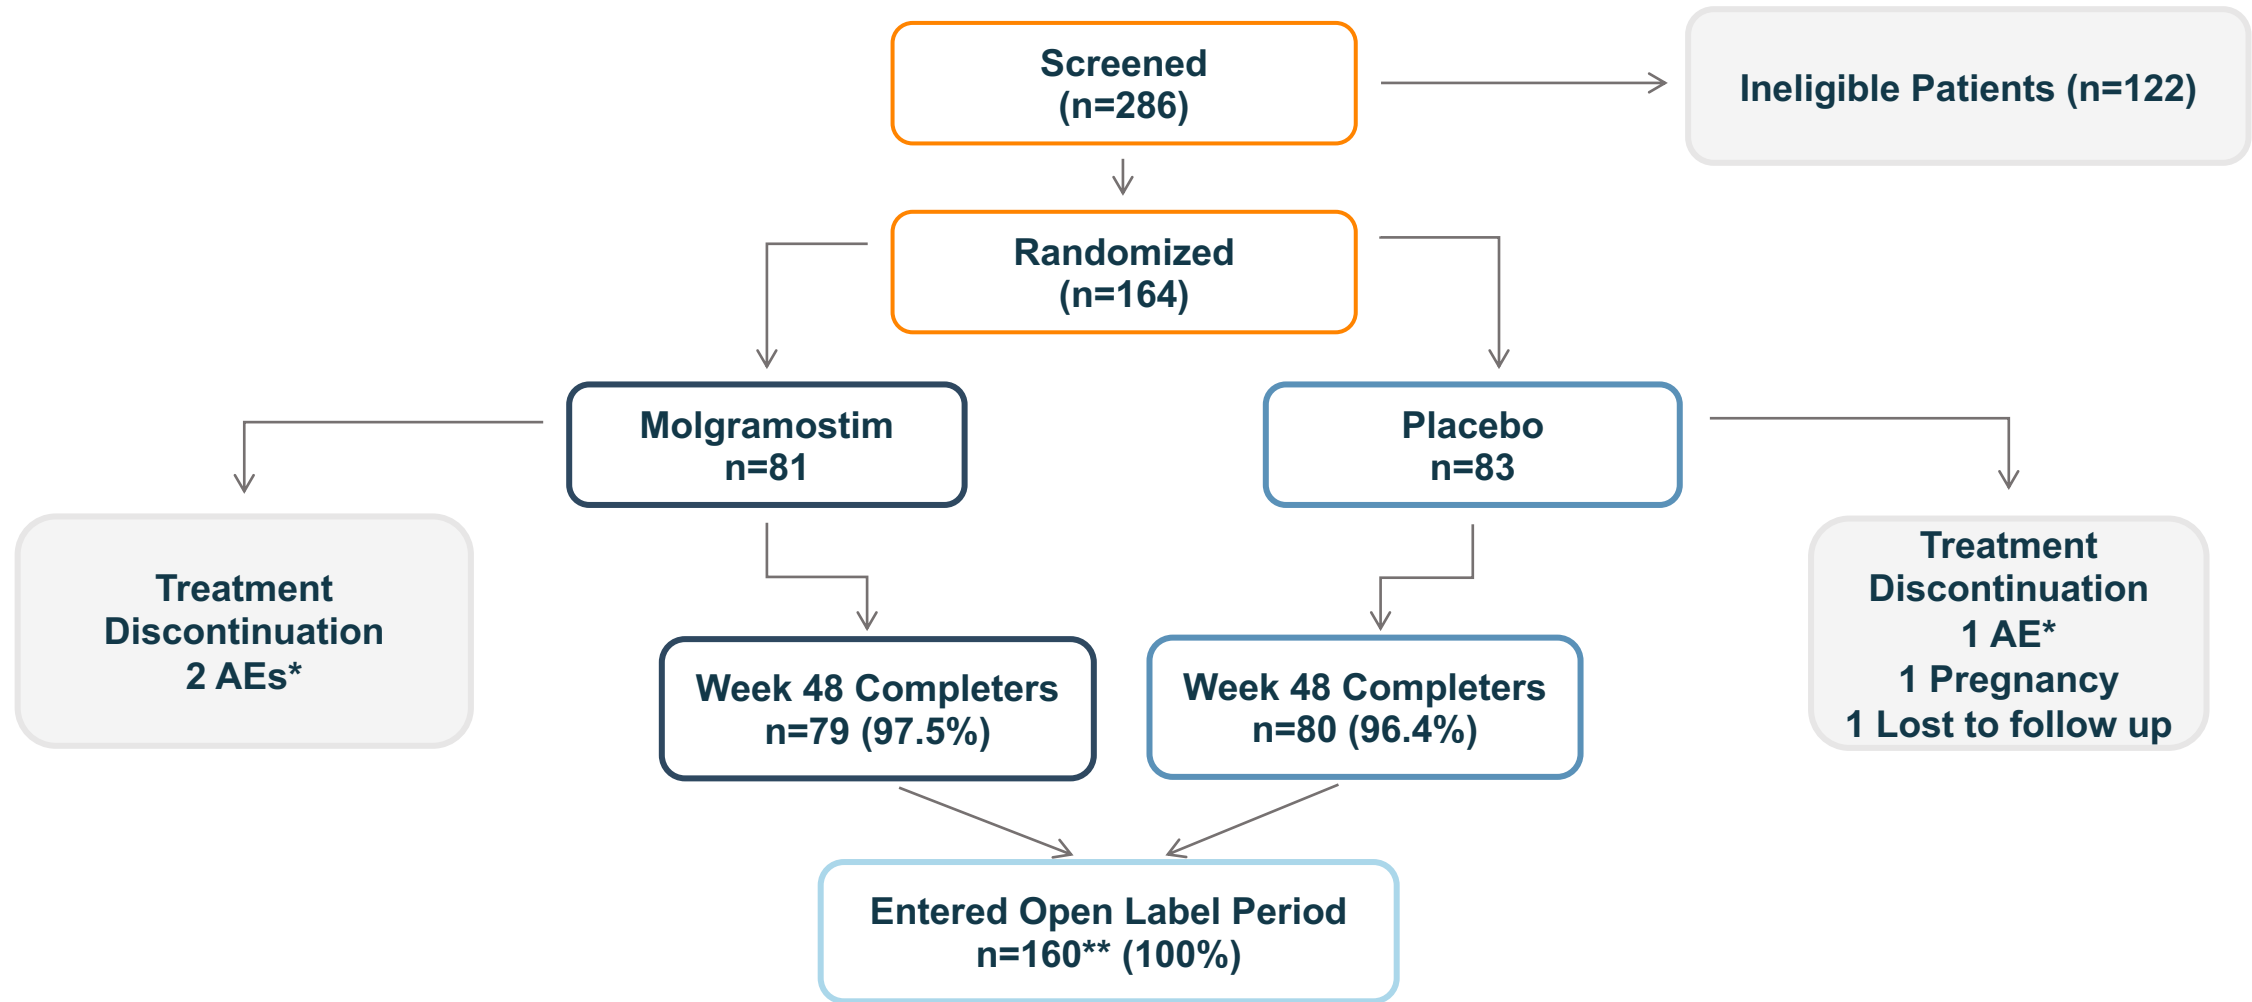 Screened
(n=286)
Ineligible Patients (n=122)
Randomized
(n=164)
Molgramostim
n=81
Placebo
n=83
Treatment
Discontinuation
2 AEs*
Treatment
Discontinuation
1 AE*
1 Pregnancy
1 Lost to follow up
Week 48 Completers
n=79 (97.5%)
Week 48 Completers
n=80 (96.4%)
Entered Open Label Period
n=160** (100%)